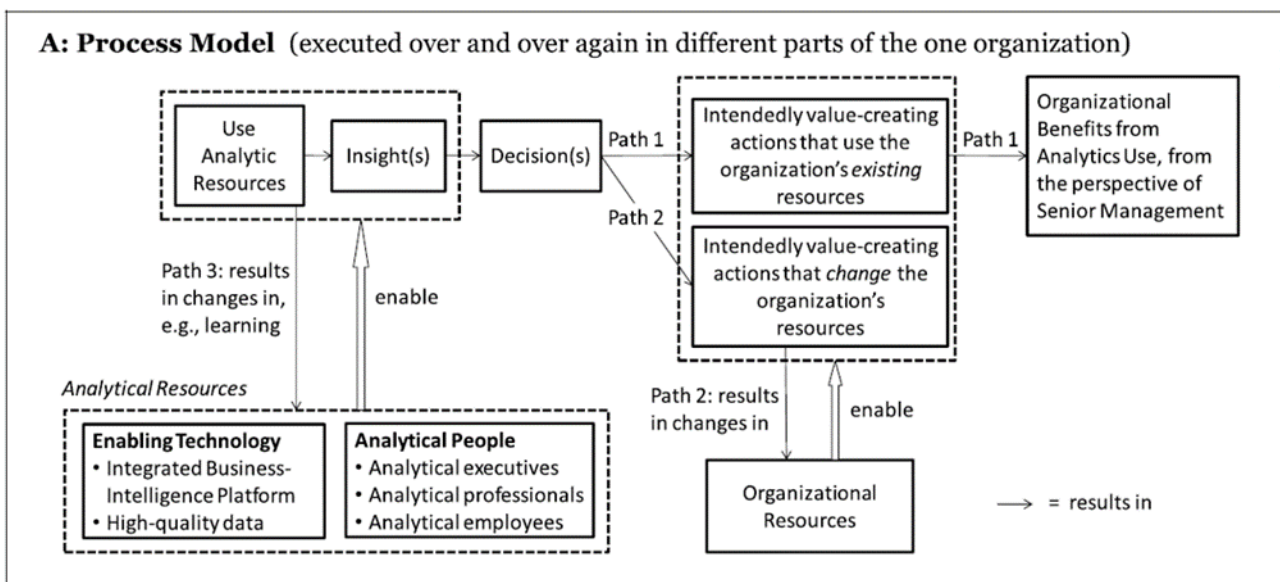 A: Process Model (executed over and over again in different parts of the one organization)
Use
Analytic
Resources
Insight(s)
Decision(s)
Path 1
Path 2
Intendedly value-creating
actions that use the
organization's existing
resources
Intendedly value-creating
actions that change the
organization's
resources
Path 1
Organizational
Benefits from
Analytics Use, from
the perspective of
Senior Management
Path 3: results
in changes in,
e.g., learning
enable
Analytical Resources
Enabling Technology
• Integrated Business-
Intelligence Platform
• High-quality data
Analytical People
• Analytical executives
• Analytical professionals
• Analytical employees
Path 2: results
in changes in
enable
Organizational
Resources
= results in